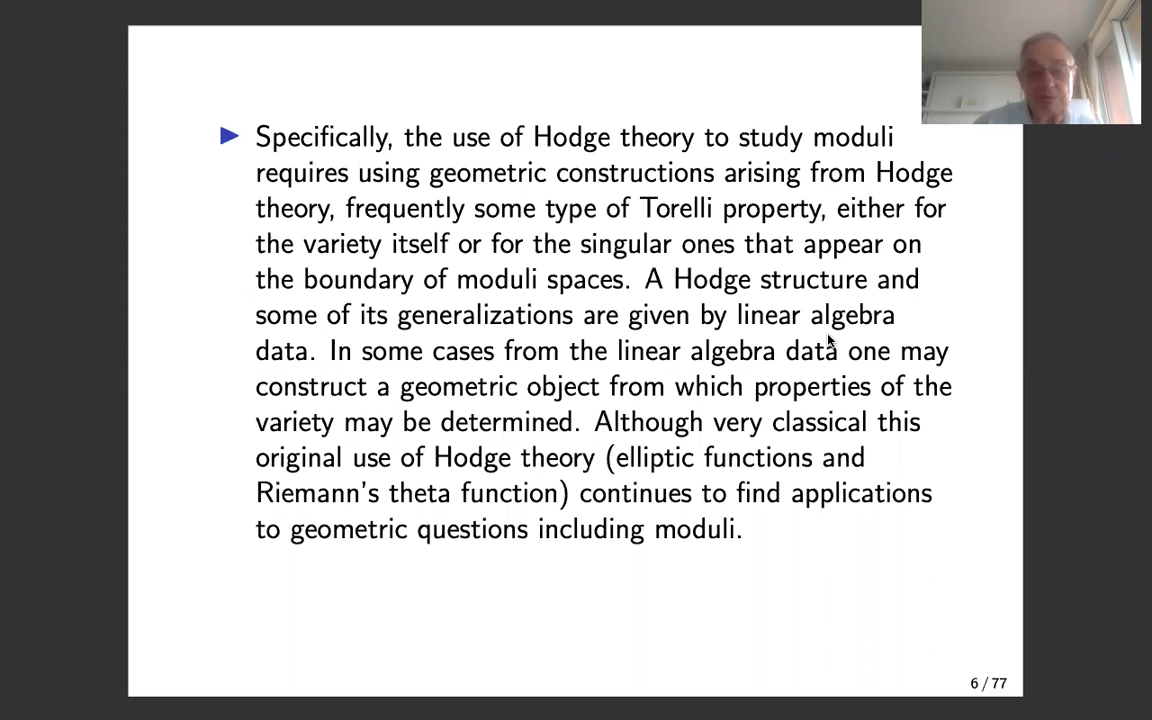 Specifically, the use of Hodge theory to study moduli
requires using geometric constructions arising from Hodge
theory, frequently some type of Torelli property, either for
the variety itself or for the singular ones that appear on
the boundary of moduli spaces. A Hodge structure and
some of its generalizations are given by linear algebra
data. In some cases from the linear algebra data one may
construct a geometric object from which properties of the
variety may be determined. Although very classical this
original use of Hodge theory (elliptic functions and
Riemann's theta function) continues to find applications
to geometric questions including moduli.
6 / 77